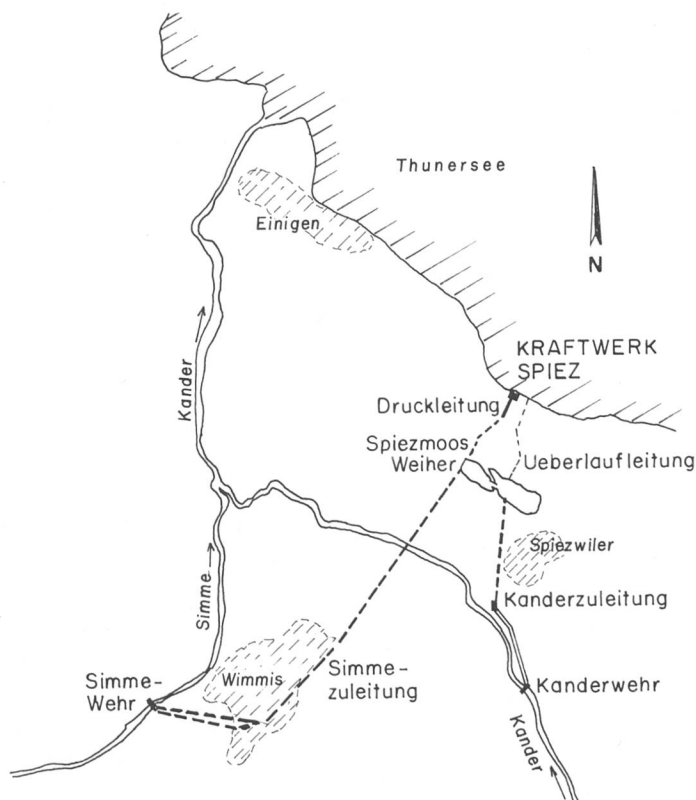 Thunersee
Einigen
N
KRAFTWERK
SPIEZ
Kander
Druckleitung
Spiezmoos
Weiher
Ueberlaufleitung
Spiezwiler
Simme
Kanderzuleitung
Wimmis
Simme-
zuleitung
Simme-
Wehr
Kanderwehr
Kander